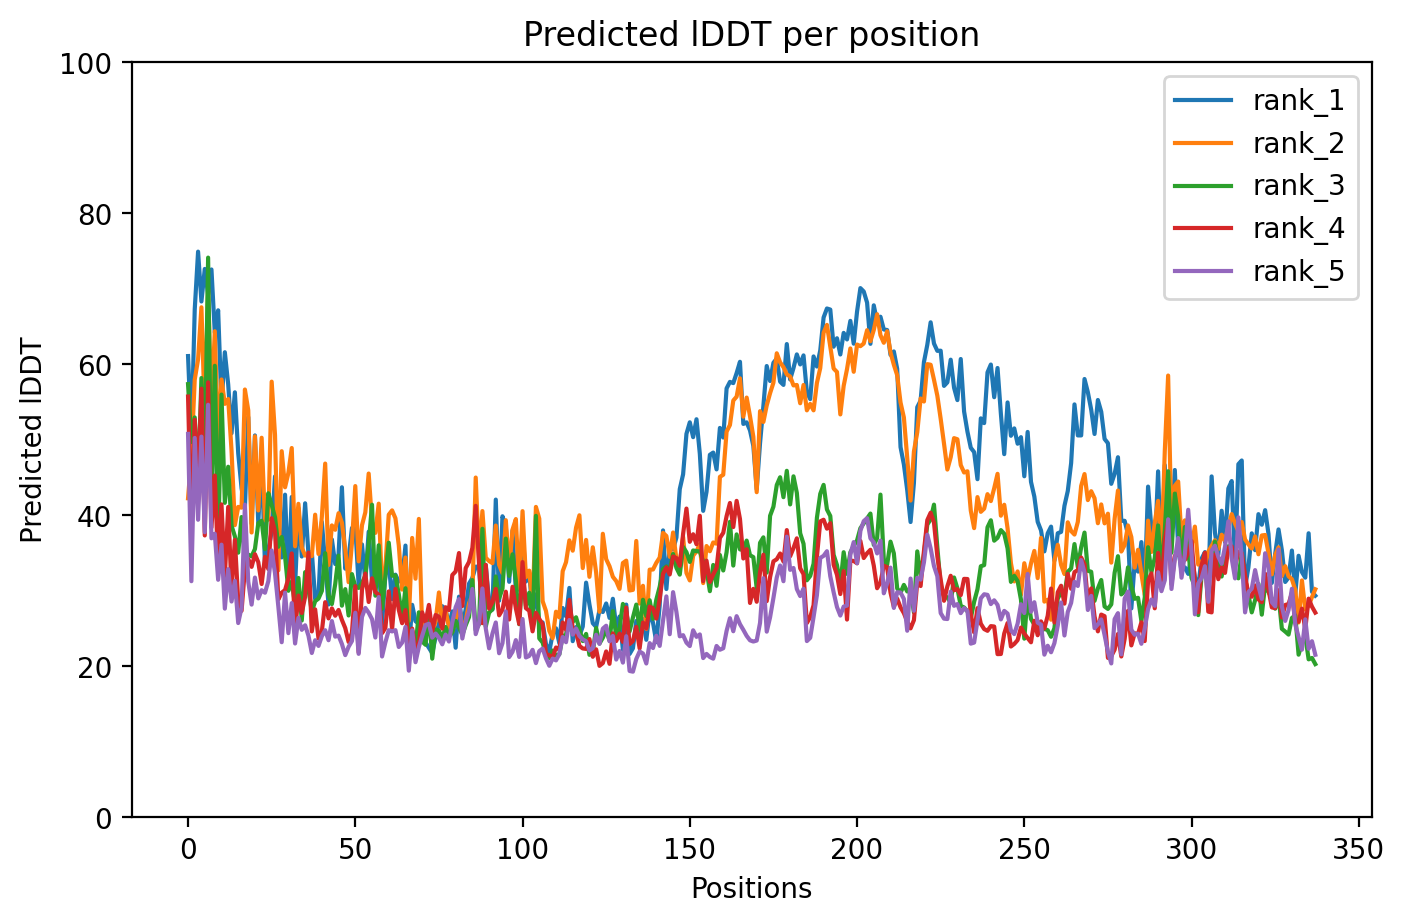 Predicted lDDT per position
100
80
60
40
20
0
Predicted lDDT
0 50 100 150 200 250 300 350
Positions
rank_1
rank_2
rank_3
rank_4
rank_5